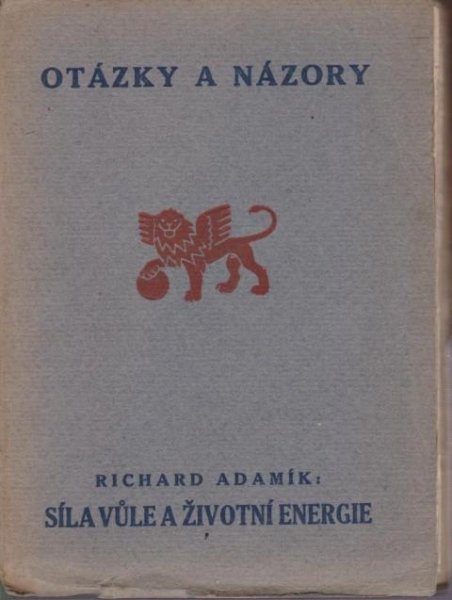 OTÁZKY A NÁZORY
RICHARD ADAMÍK:
SÍLA VŮLE A ŽIVOTNÍ ENERGIE